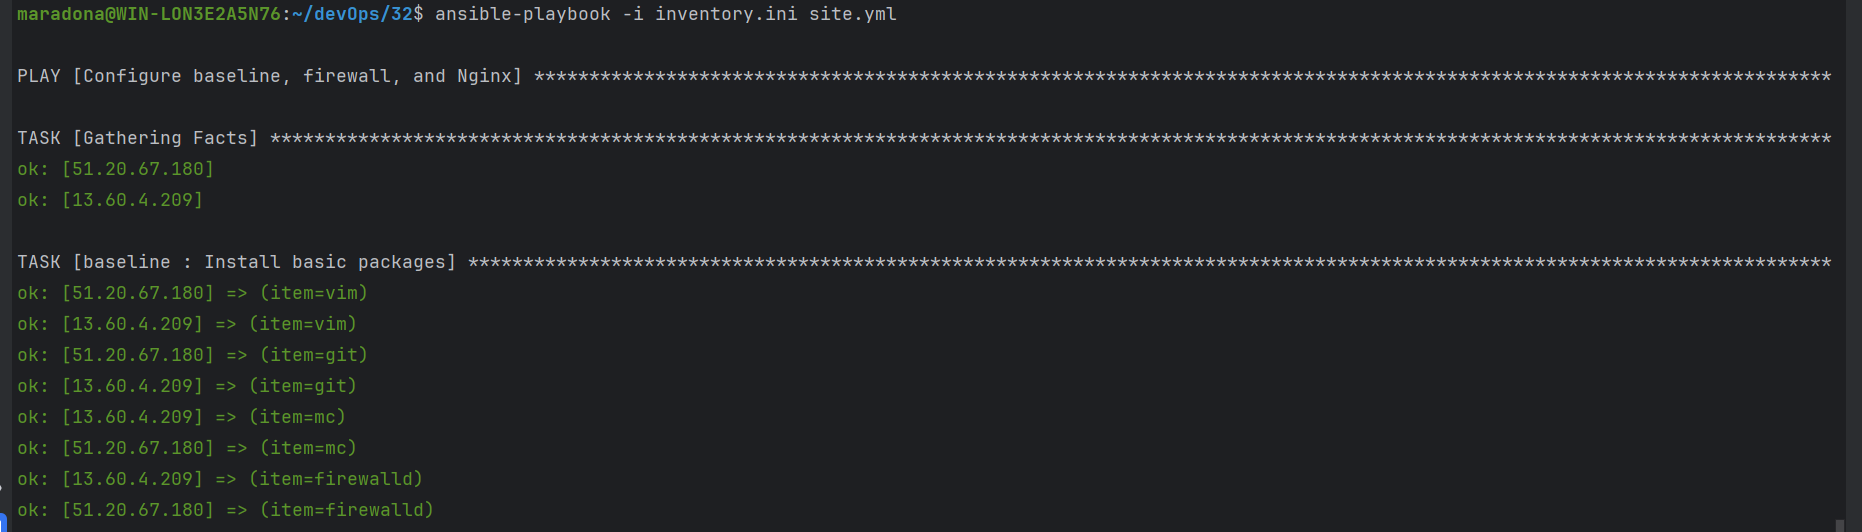 maradona@WIN-LON3E2A5N76:~/devOps/32$ ansible-playbook -i inventory.ini site.yml
PLAY [Configure baseline, firewall, and Nginx] **********************************************************************************************************************
TASK [Gathering Facts] **********************************************************************************************************************************************
ok: [51.20.67.180]
ok: [13.60.4.209]
TASK [baseline : Install basic packages] ****************************************************************************************************************************
ok: [51.20.67.180] => (item=vim)
ok: [13.60.4.209] => (item=vim)
ok: [51.20.67.180] => (item=git)
ok: [13.60.4.209] => (item=git)
ok: [13.60.4.209] => (item=mc)
ok: [51.20.67.180] => (item=mc)
ok: [13.60.4.209] => (item=firewalld)
ok: [51.20.67.180] => (item=firewalld)